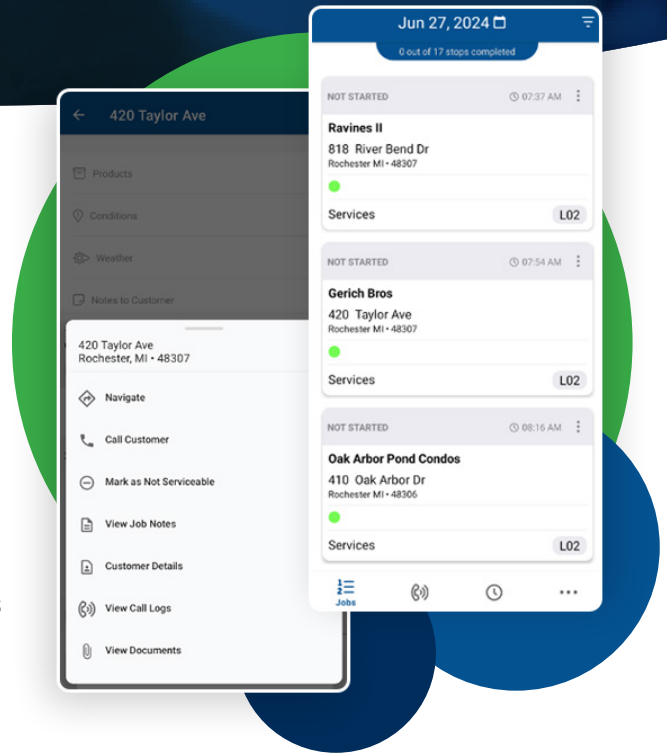 420 Taylor Ave
Products
Conditions
Weather
Notes to Customer
420 Taylor Ave
Rochester, MI • 48307
Navigate
Call Customer
Mark as Not Serviceable
View Job Notes
Customer Details
View Call Logs
View Documents
Jun 27, 2024
0 out of 17 stops completed
NOT STARTED 07:37 AM
Ravines II
818 River Bend Dr
Rochester MI • 48307
Services L02
NOT STARTED 07:54 AM
Gerich Bros
420 Taylor Ave
Rochester MI • 48307
Services L02
NOT STARTED 08:16 AM
Oak Arbor Pond Condos
410 Oak Arbor Dr
Rochester MI • 48306
Services L02
Jobs